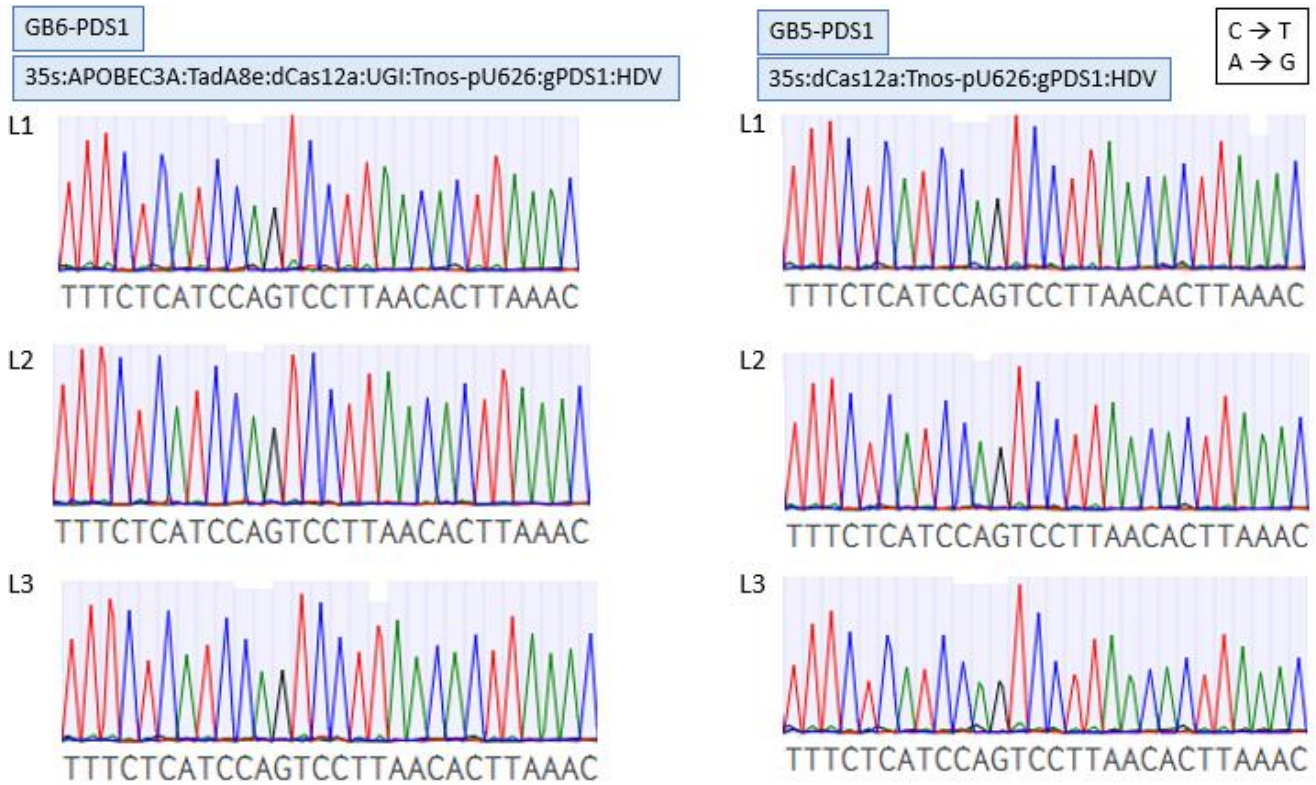 GB6-PDS1
35s:APOBEC3A:TadA8e:dCas12a:UGI:Tnos-pU626:gPDS1:HDV
L1
TTTCTCATCCAGTCCTTAACACTTAAAC
L2
TTTCTCATCCAGTCCTTAACACTTAAAC
L3
TTTCTCATCCAGTCCTTAACACTTAAAC
GB5-PDS1
35s:dCas12a:Tnos-pU626:gPDS1:HDV
C → T
A → G
L1
TTTCTCATCCAGTCCTTAACACTTAAAC
L2
TTTCTCATCCAGTCCTTAACACTTAAAC
L3
TTTCTCATCCAGTCCTTAACACTTAAAC